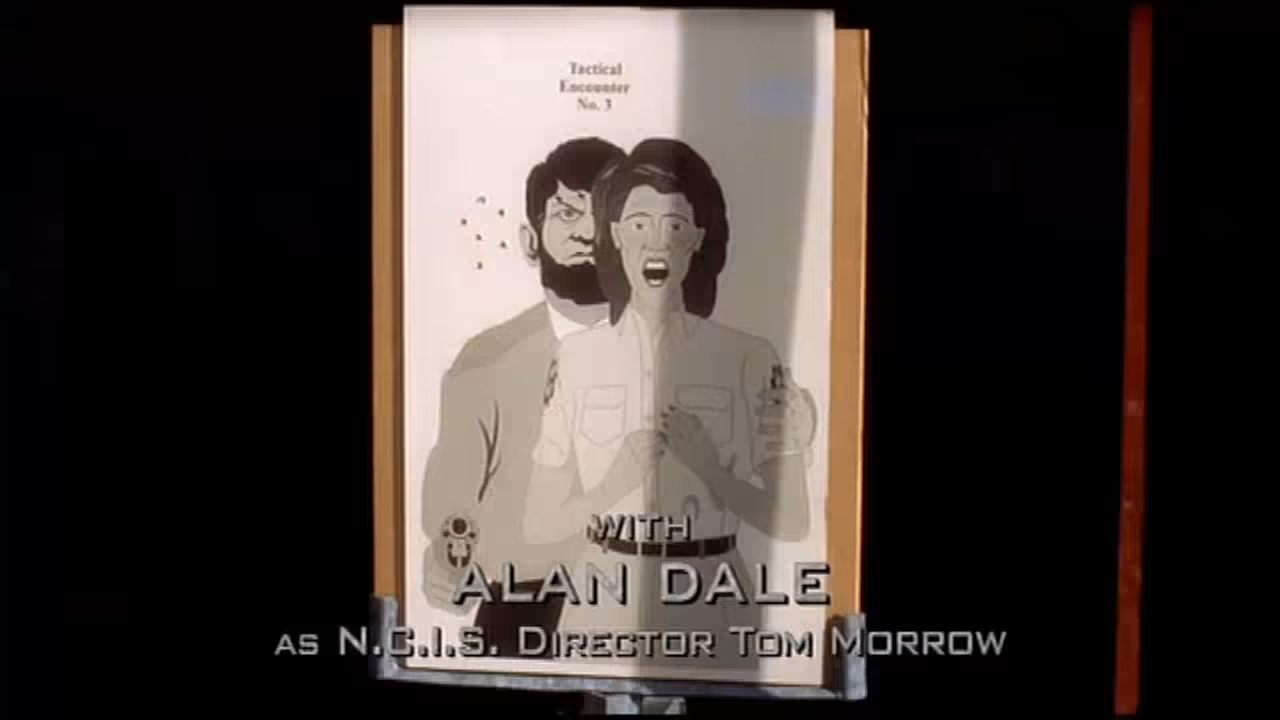 Tactical
Encounter
No. 3
WITH
ALAN DALE
AS N.C.I.S. DIRECTOR TOM MORROW